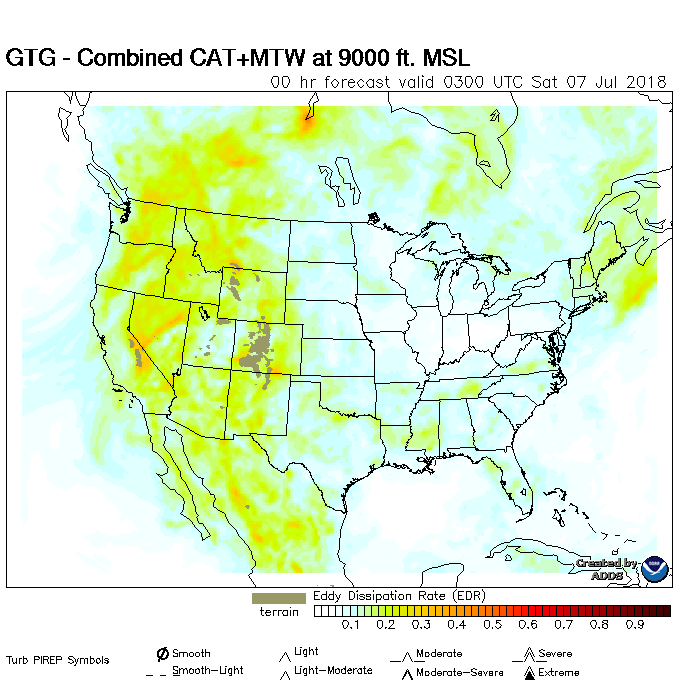 GTG - Combined CAT+MTW at 9000 ft. MSL
00 hr forecast valid 0300 UTC Sat 07 Jul 2018
Created by
ADDS
Eddy Dissipation Rate (EDR)
terrain
0.1 0.2 0.3 0.4 0.5 0.6 0.7 0.8 0.9
Turb PIREP Symbols
Smooth Light Moderate Severe
Smooth-Light Light-Moderate Moderate-Severe Extreme